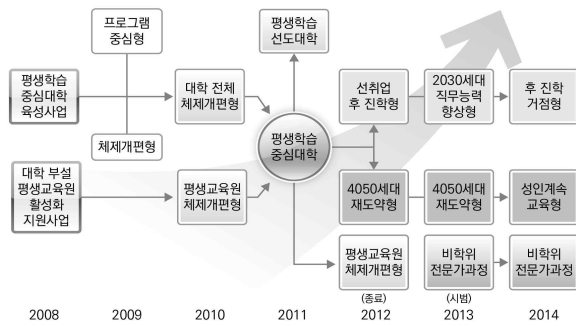 프로그램
중심형
평생학습
선도대학
평생학습
중심대학
육성사업
대학 전체
체제개편형
선취업
후 진학형
2030세대
직무능력
향상형
후 진학
거점형
체제개편형
평생학습
중심대학
대학 부설
평생교육원
활성화
지원사업
평생교육원
체제개편형
4050세대
재도약형
4050세대
재도약형
성인계속
교육형
평생교육원
체제개편형
비학위
전문가과정
비학위
전문가과정
(종료)
(시범)
2008
2009
2010
2011
2012
2013
2014